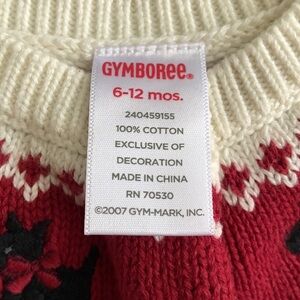 GYMBOREE®
6-12 mos.
240459155
100% COTTON
EXCLUSIVE OF
DECORATION
MADE IN CHINA
RN 70530
©2007 GYM-MARK, INC.